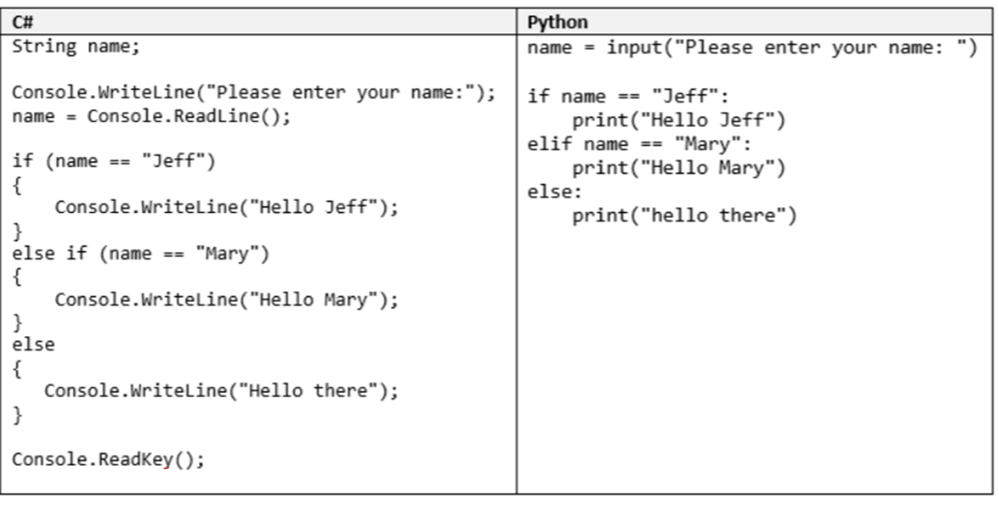 C#
String name;
Console.WriteLine("Please enter your name:");
name = Console.ReadLine();
if (name == "Jeff")
{
Console.WriteLine("Hello Jeff");
}
else if (name == "Mary")
{
Console.WriteLine("Hello Mary");
}
else
{
Console.WriteLine("Hello there");
}
Console.ReadKey();
Python
name = input("Please enter your name: ")
if name == "Jeff":
print("Hello Jeff")
elif name == "Mary":
print("Hello Mary")
else:
print("hello there")